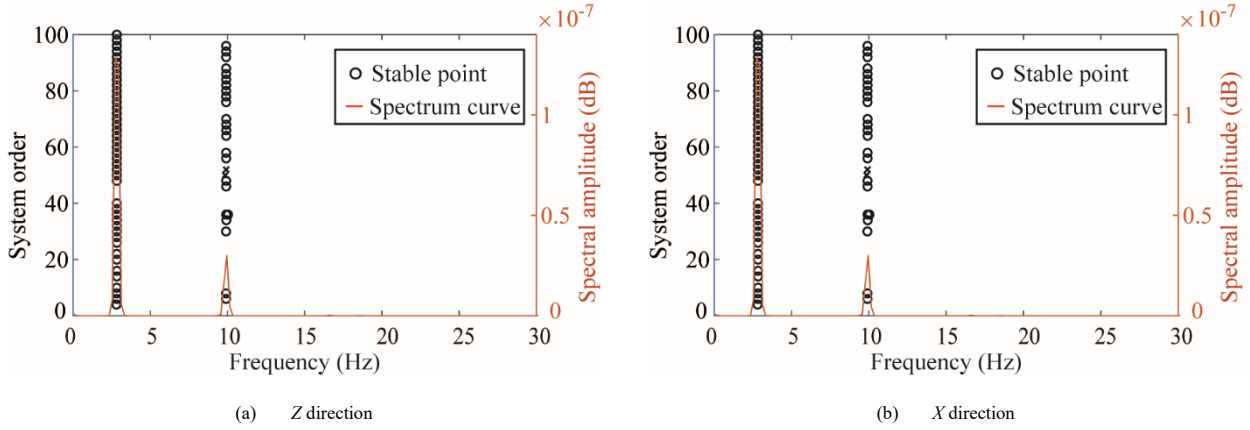 ×10^-7
100
80
60
40
20
0
System order
Stable point
Spectrum curve
1
0.5
0
Spectral amplitude (dB)
0 5 10 15 20 25 30
Frequency (Hz)
(a) Z direction
×10^-7
100
80
60
40
20
0
System order
Stable point
Spectrum curve
1
0.5
0
Spectral amplitude (dB)
0 5 10 15 20 25 30
Frequency (Hz)
(b) X direction